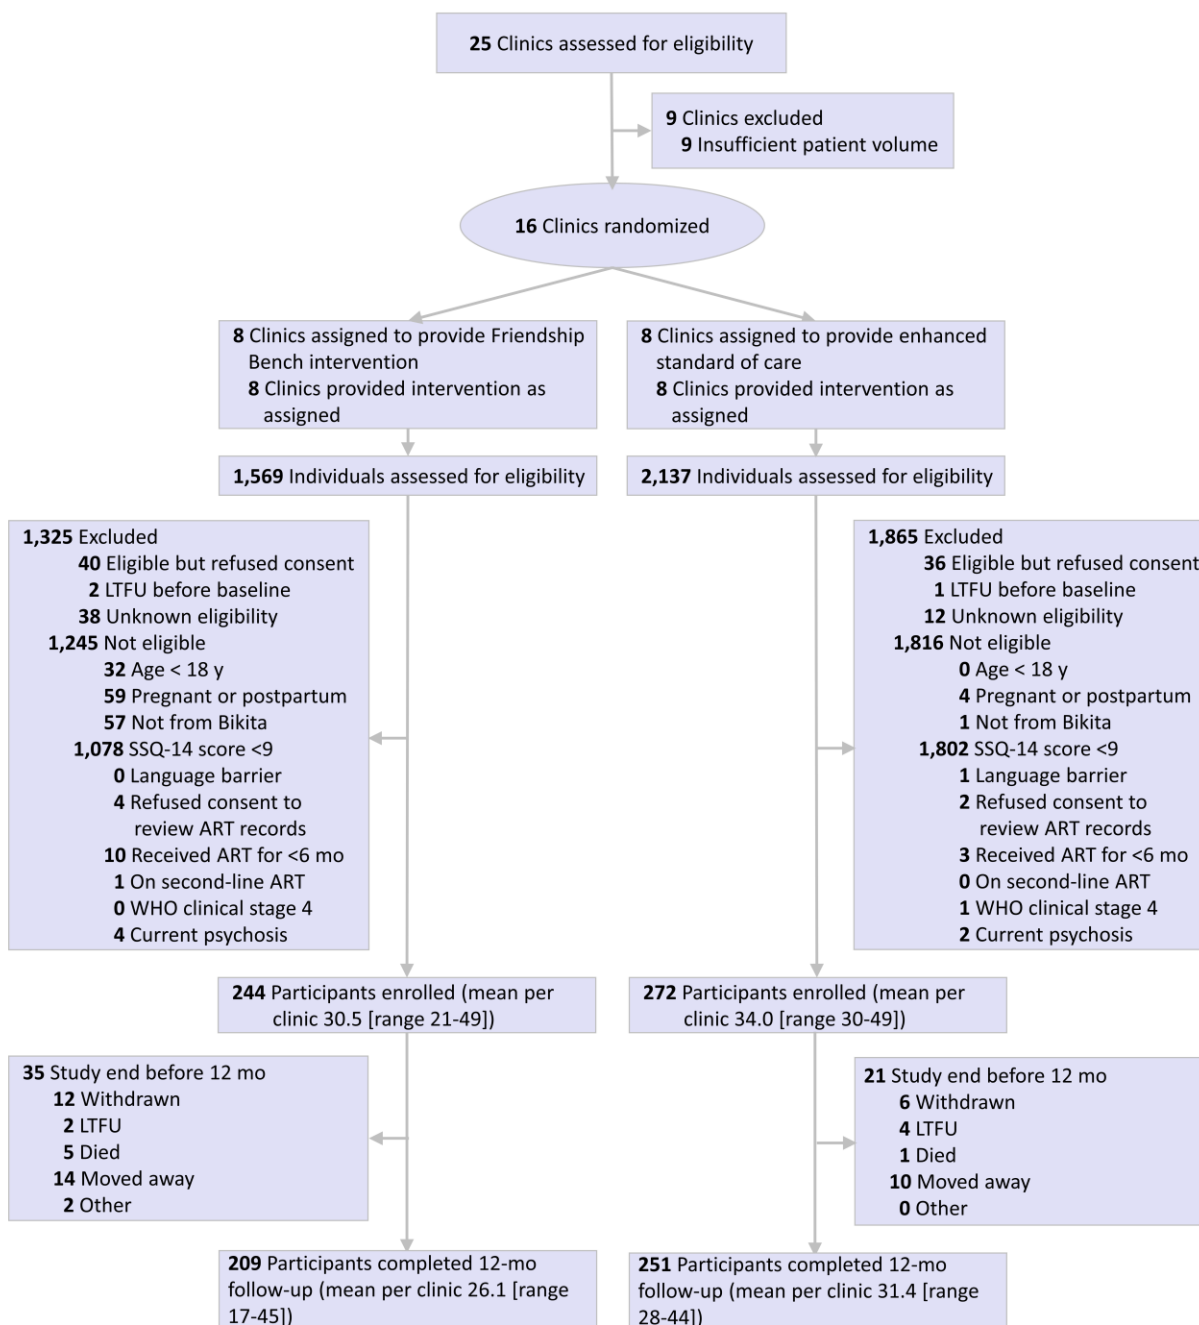 25 Clinics assessed for eligibility
9 Clinics excluded
9 Insufficient patient volume
16 Clinics randomized
8 Clinics assigned to provide Friendship
Bench intervention
8 Clinics provided intervention as
assigned
8 Clinics assigned to provide enhanced
standard of care
8 Clinics provided intervention as
assigned
1,569 Individuals assessed for eligibility
2,137 Individuals assessed for eligibility
1,325 Excluded
40 Eligible but refused consent
2 LTFU before baseline
38 Unknown eligibility
1,245 Not eligible
32 Age < 18 y
59 Pregnant or postpartum
57 Not from Bikita
1,078 SSQ-14 score <9
0 Language barrier
4 Refused consent to
review ART records
10 Received ART for <6 mo
1 On second-line ART
0 WHO clinical stage 4
4 Current psychosis
1,865 Excluded
36 Eligible but refused consent
1 LTFU before baseline
12 Unknown eligibility
1,816 Not eligible
0 Age < 18 y
4 Pregnant or postpartum
1 Not from Bikita
1,802 SSQ-14 score <9
1 Language barrier
2 Refused consent to
review ART records
3 Received ART for <6 mo
0 On second-line ART
1 WHO clinical stage 4
2 Current psychosis
244 Participants enrolled (mean per
clinic 30.5 [range 21-49])
272 Participants enrolled (mean per
clinic 34.0 [range 30-49])
35 Study end before 12 mo
12 Withdrawn
2 LTFU
5 Died
14 Moved away
2 Other
21 Study end before 12 mo
6 Withdrawn
4 LTFU
1 Died
10 Moved away
0 Other
209 Participants completed 12-mo
follow-up (mean per clinic 26.1 [range
17-45])
251 Participants completed 12-mo
follow-up (mean per clinic 31.4 [range
28-44])